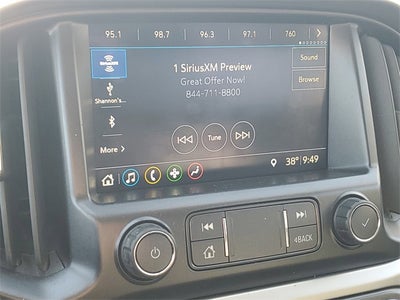 95.1 98.7 96.3 97.1 760
SiriusXM
1 SiriusXM Preview
Great Offer Now!
844-711-8800
Sound
Browse
Shannon's...
More
Tune
38° 9:49
BACK